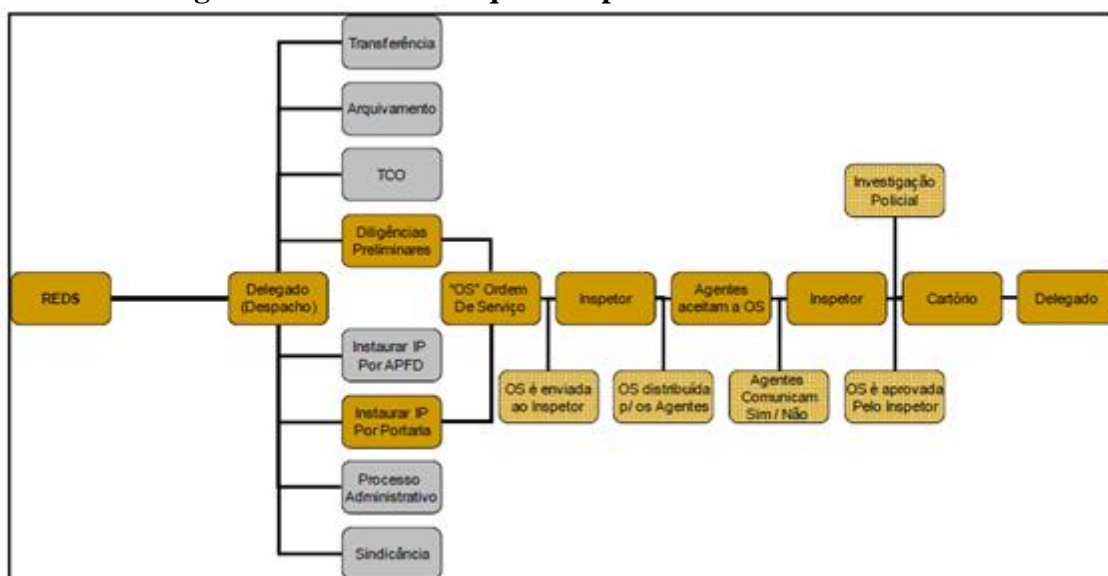 Transferência
Arquivamento
TCO
Diligências
Preliminares
REDS
Delegado
(Despacho)
Instaurar IP
Por APFD
Instaurar IP
Por Portaria
Processo
Administrativo
Sindicância
"OS" Ordem
De Serviço
Inspetor
Agentes
aceitam a OS
Inspetor
Cartório
Delegado
Investigação
Policial
OS é enviada
ao Inspetor
OS distribuída
p/ os Agentes
Agentes
Comunicam
Sim / Não
OS é aprovada
Pelo Inspetor